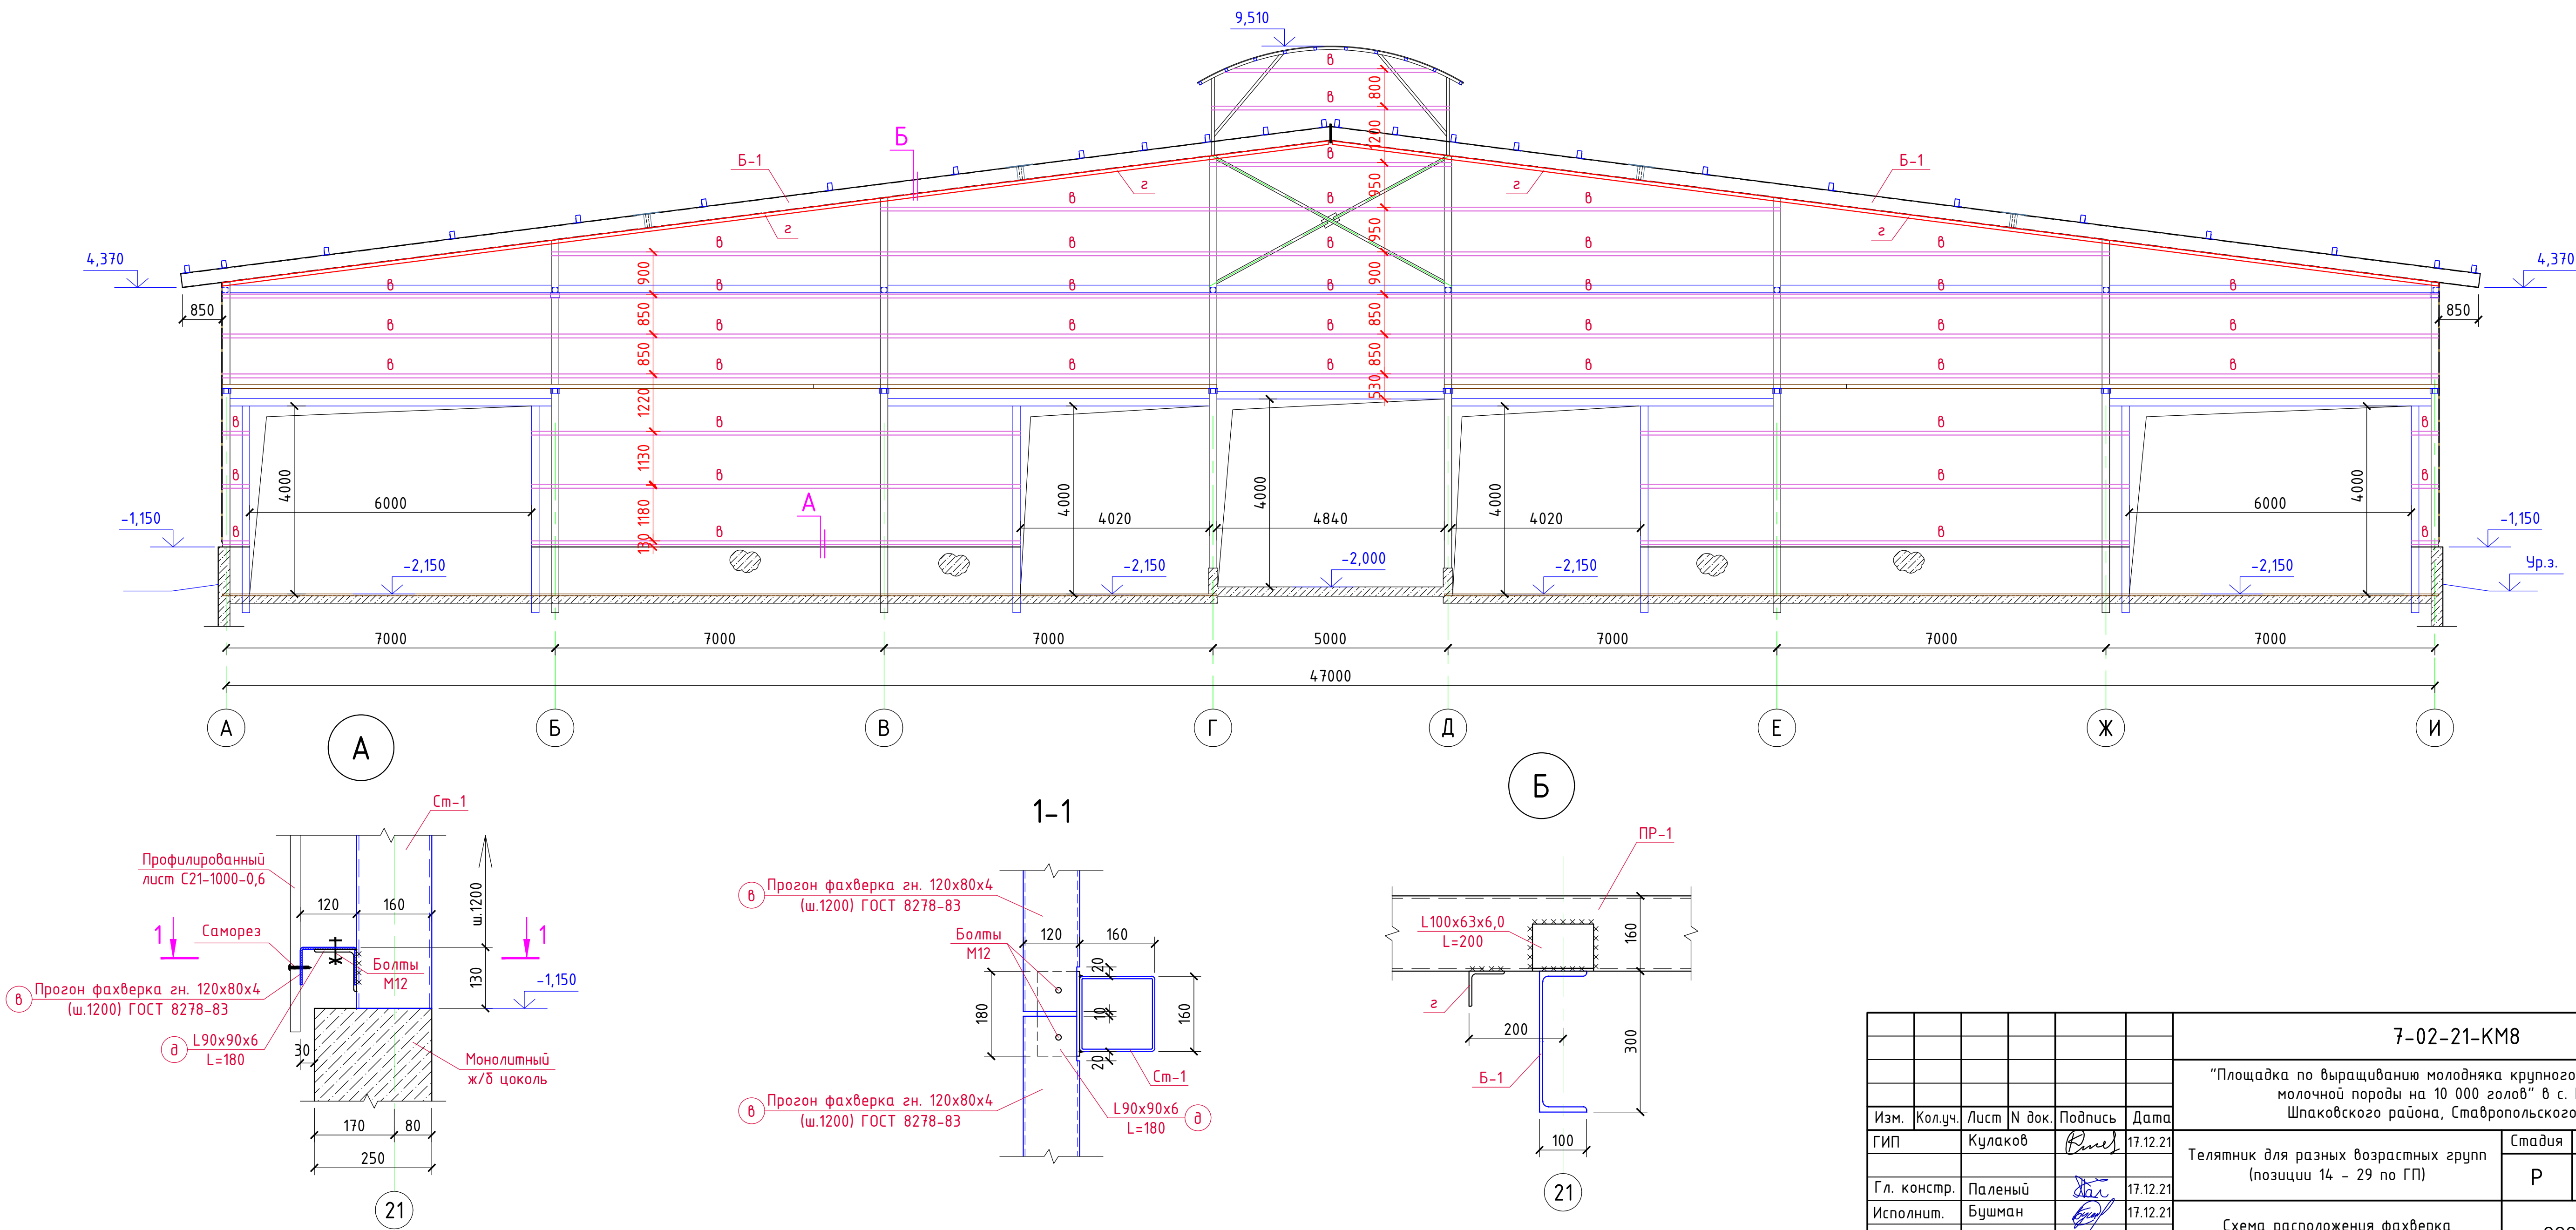 9,510
в
800
в
1200
Б
Б-1
в
Б-1
г
950
г
в
в
в
г
950
г
в
в
в
в
в
4,370
900
900
4,370
в
в
в
в
в
в
в
850
850
850
850
в
в
в
в
в
в
в
850
850
в
в
в
в
в
в
в
530
1220
в
в
в
в
1130
в
в
в
в
4000
6000
4000
4000
4000
4000
6000
А
4020
4840
4020
-1,150
1180
-1,150
в
в
в
в
130
-2,150
-2,150
-2,000
-2,150
-2,150
Ур.з.
7000
7000
7000
5000
7000
7000
7000
47000
А
Б
В
Г
Д
Е
Ж
И
А
Ст-1
Профилированный
лист С21-1000-0,6
120
160
ш.1200
1
Саморез
1
Болты
М12
130
-1,150
в
Прогон фахверка гн. 120х80х4
(ш.1200) ГОСТ 8278-83
д
L90х90х6
L=180
30
Монолитный
ж/б цоколь
170
80
250
21
1-1
в
Прогон фахверка гн. 120х80х4
(ш.1200) ГОСТ 8278-83
Болты
М12
120
160
20
180
10
160
20
Ст-1
в
Прогон фахверка гн. 120х80х4
(ш.1200) ГОСТ 8278-83
L90х90х6
L=180
д
Б
ПР-1
L100х63х6,0
L=200
160
г
200
300
Б-1
100
21
7-02-21-КМ8
"Площадка по выращиванию молодняка крупного
молочной породы на 10 000 голов" в с.
Шпаковского района, Ставропольского
Изм. Кол.уч. Лист N док. Подпись Дата
ГИП Кулаков 17.12.21
Телятник для разных возрастных групп
(позиции 14 - 29 по ГП)
Стадия
Р
Гл. констр. Паленый 17.12.21
Исполнит. Бушман 17.12.21
Схема расположения фахверка